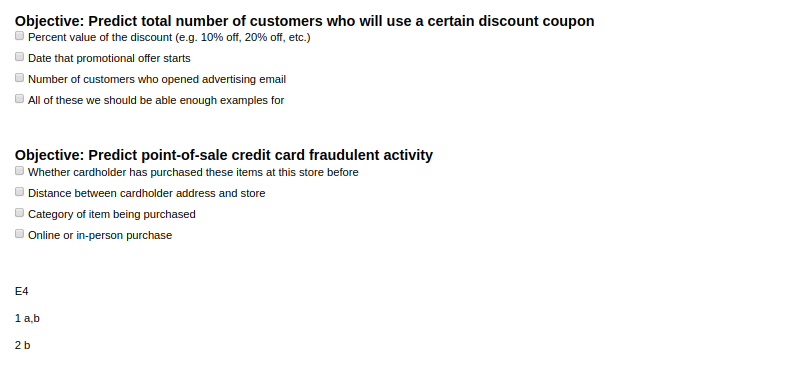 Objective: Predict total number of customers who will use a certain discount coupon
Percent value of the discount (e.g. 10% off, 20% off, etc.)
Date that promotional offer starts
Number of customers who opened advertising email
All of these we should be able enough examples for
Objective: Predict point-of-sale credit card fraudulent activity
Whether cardholder has purchased these items at this store before
Distance between cardholder address and store
Category of item being purchased
Online or in-person purchase
E4
1 a,b
2 b